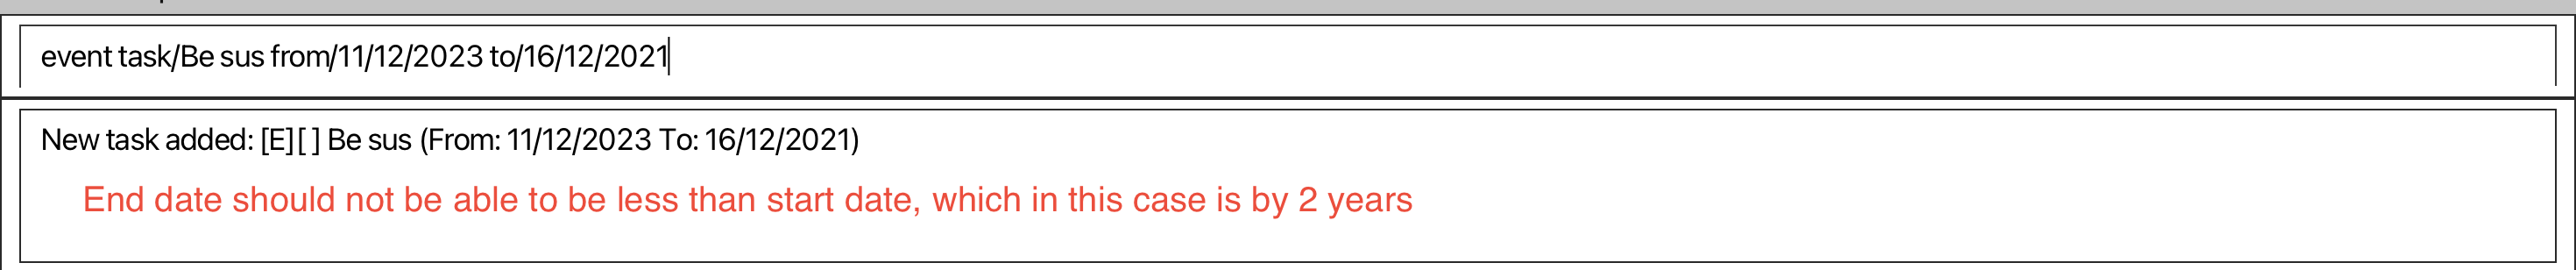 event task/Be sus from/11/12/2023 to/16/12/2021
New task added: [E][ ] Be sus (From: 11/12/2023 To: 16/12/2021)
End date should not be able to be less than start date, which in this case is by 2 years